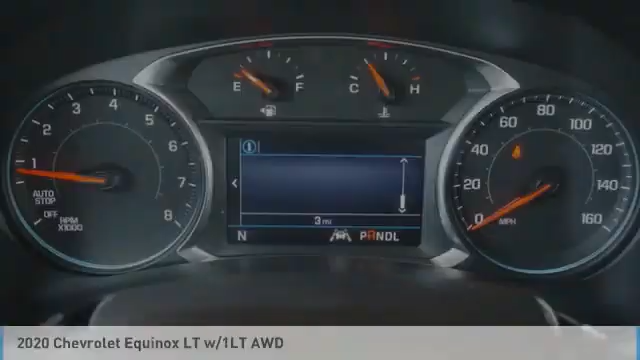 E F C H
1 2 3 4 5 6 7 8
AUTO
STOP
OFF
RPM
X1000
3 mi
N
PRNDL
0 20 40 60 80 100 120 140 160
MPH
2020 Chevrolet Equinox LT w/1LT AWD